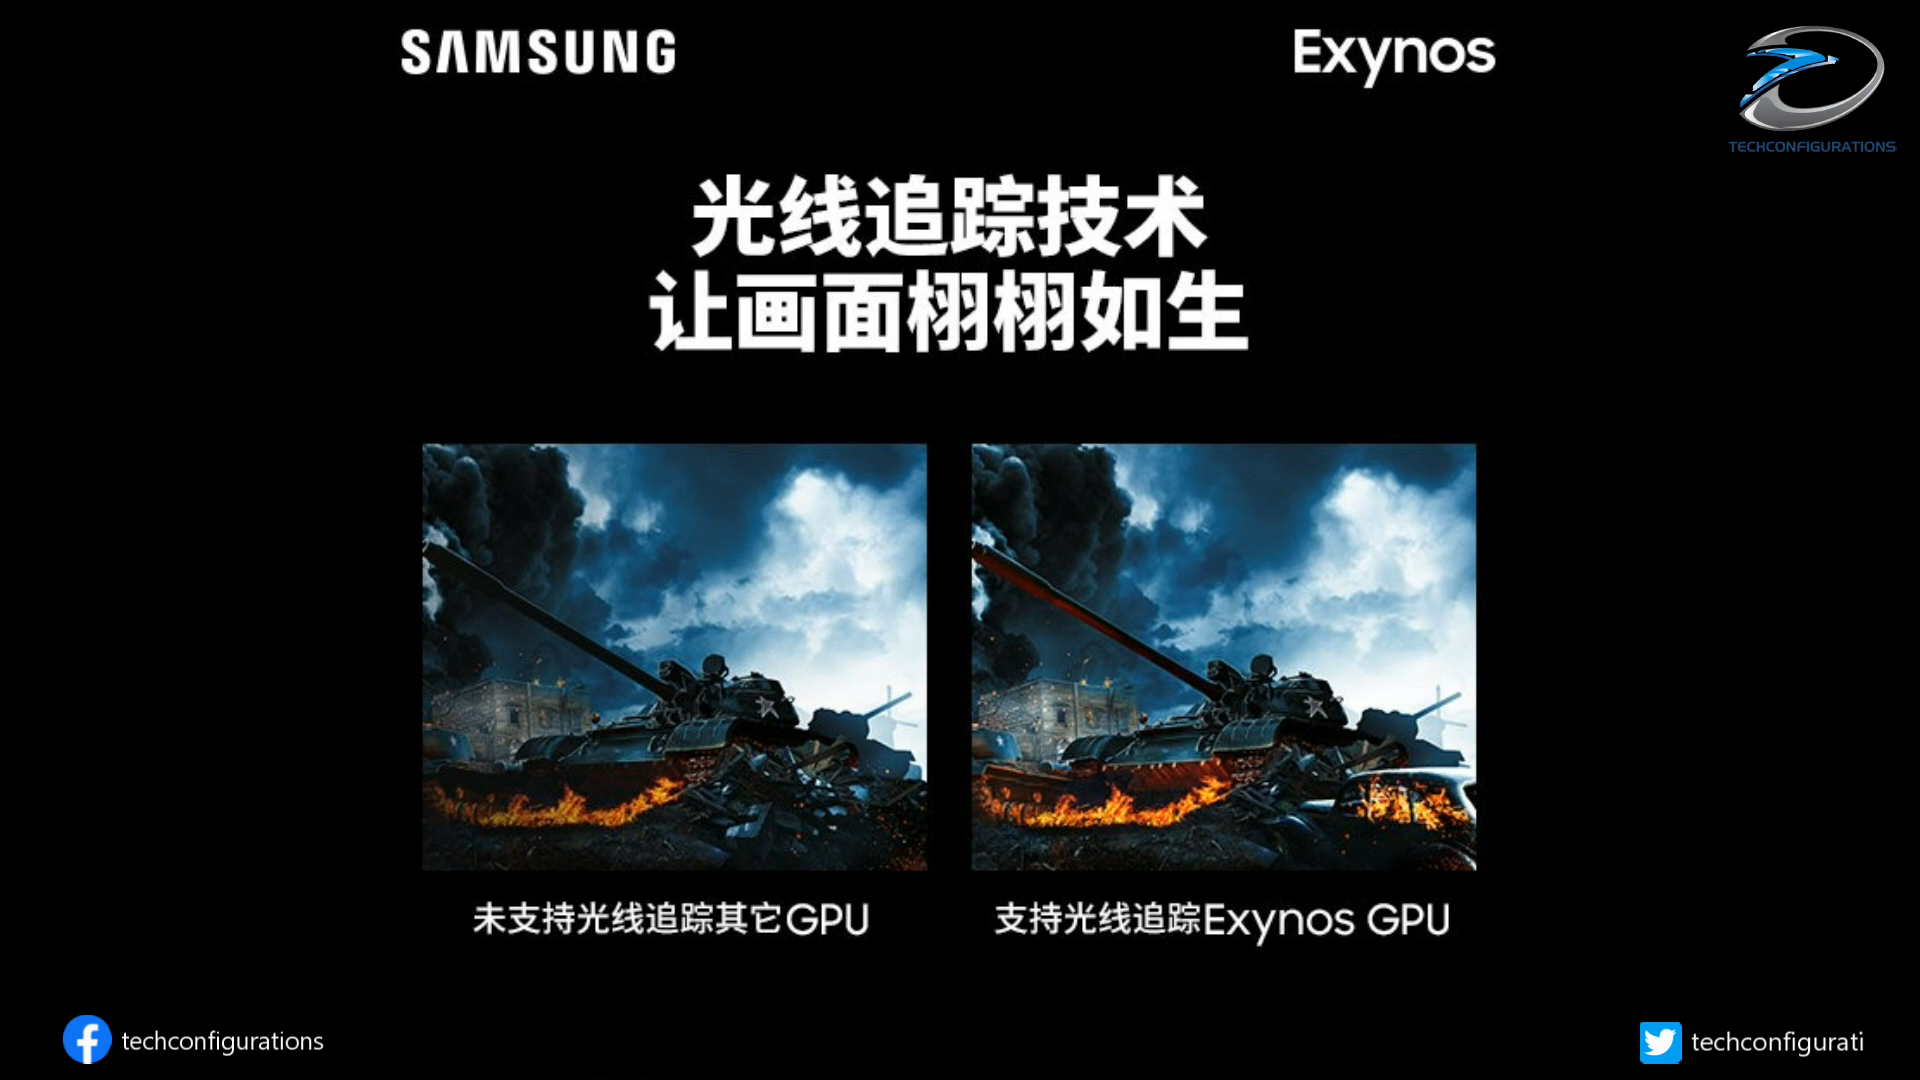 SAMSUNG
Exynos
TECHCONFIGURATIONS
光线追踪技术
让画面栩栩如生
未支持光线追踪其它GPU
支持光线追踪Exynos GPU
techconfigurations
techconfigurati